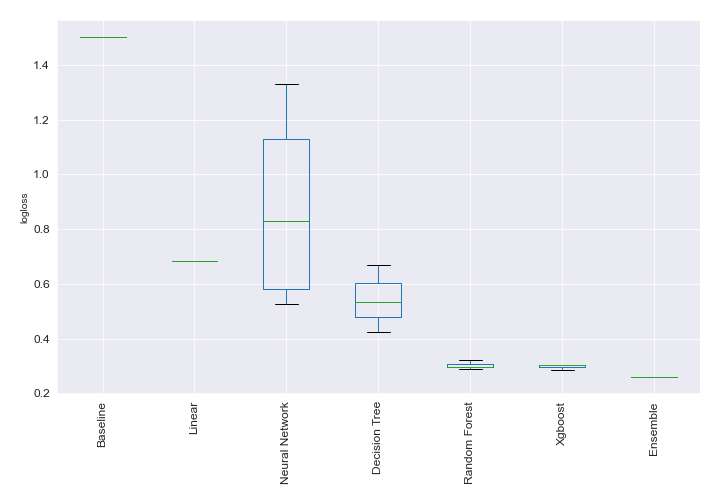 1.4
1.2
1.0
0.8
0.6
0.4
0.2
logloss
Baseline
Linear
Neural Network
Decision Tree
Random Forest
Xgboost
Ensemble